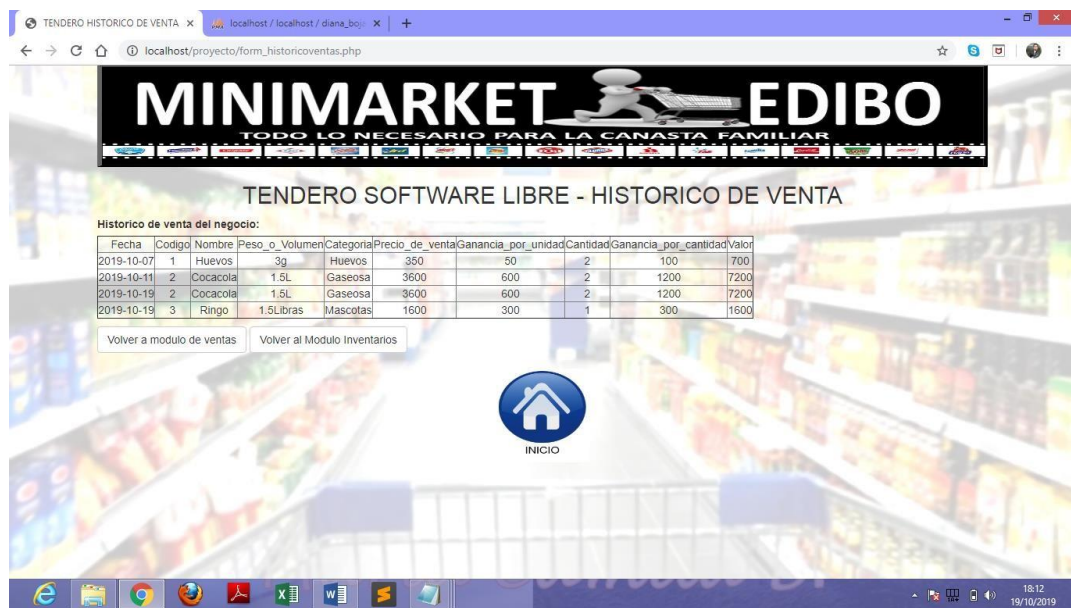 TENDERO HISTORICO DE VENTA
localhost / localhost / diana_boj
localhost/proyecto/form_historicoventas.php
MINIMARKET EDIBO
TODO LO NECESARIO PARA LA CANASTA FAMILIAR
TENDERO SOFTWARE LIBRE - HISTORICO DE VENTA
Historico de venta del negocio:
Fecha Codigo Nombre Peso_o_Volumen Categoria Precio_de_venta Ganancia_por_unidad Cantidad Ganancia_por_cantidad Valor
2019-10-07 1 Huevos 3g Huevos 350 50 2 100 700
2019-10-11 2 Cocacola 1.5L Gaseosa 3600 600 2 1200 7200
2019-10-19 2 Cocacola 1.5L Gaseosa 3600 600 2 1200 7200
2019-10-19 3 Ringo 1.5Libras Mascotas 1600 300 1 300 1600
Volver a modulo de ventas Volver al Modulo Inventarios
INICIO
18:12
19/10/2019